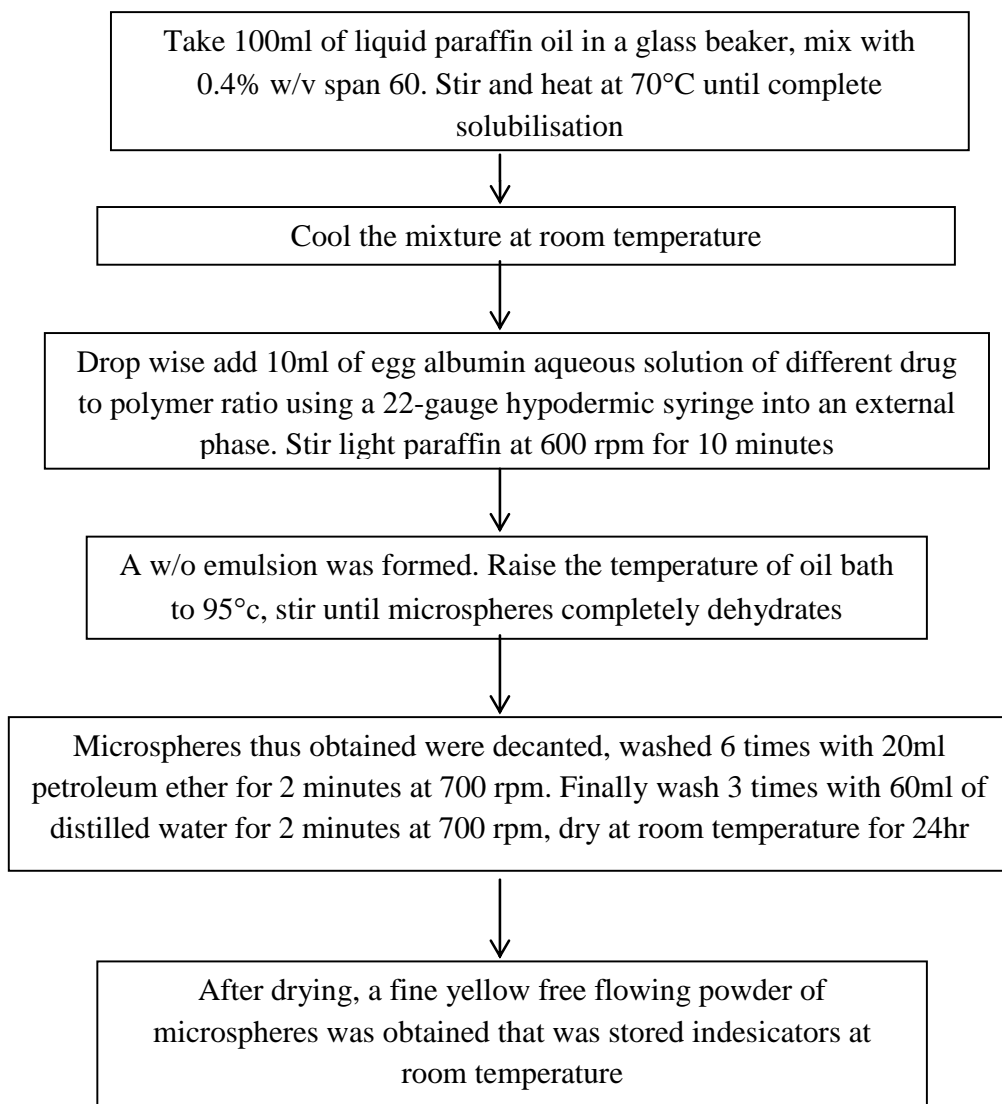 Take 100ml of liquid paraffin oil in a glass beaker, mix with
0.4% w/v span 60. Stir and heat at 70°C until complete
solubilisation
Cool the mixture at room temperature
Drop wise add 10ml of egg albumin aqueous solution of different drug
to polymer ratio using a 22-gauge hypodermic syringe into an external
phase. Stir light paraffin at 600 rpm for 10 minutes
A w/o emulsion was formed. Raise the temperature of oil bath
to 95°c, stir until microspheres completely dehydrates
Microspheres thus obtained were decanted, washed 6 times with 20ml
petroleum ether for 2 minutes at 700 rpm. Finally wash 3 times with 60ml of
distilled water for 2 minutes at 700 rpm, dry at room temperature for 24hr
After drying, a fine yellow free flowing powder of
microspheres was obtained that was stored indesicators at
room temperature